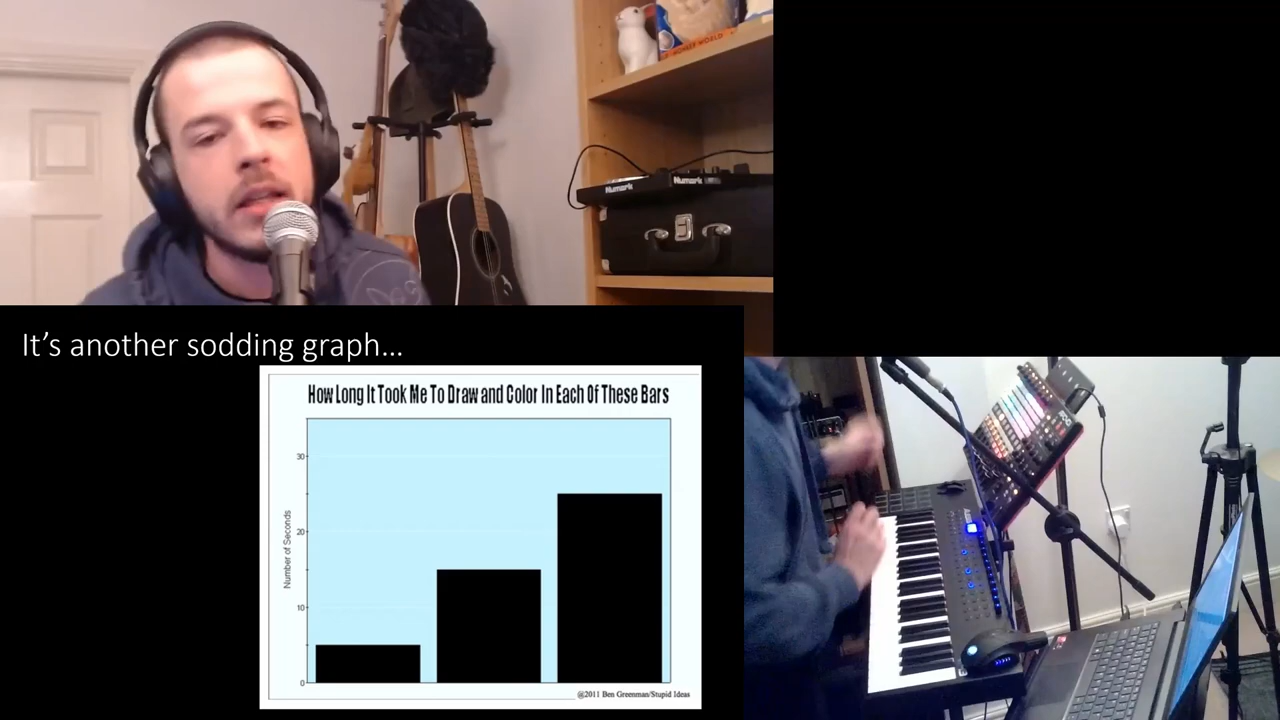 Numark
Numark
It's another sodding graph...
How Long It Took Me To Draw and Color In Each Of These Bars
30
20
10
0
Number of Seconds
@2011 Ben Greenman/Stupid Ideas